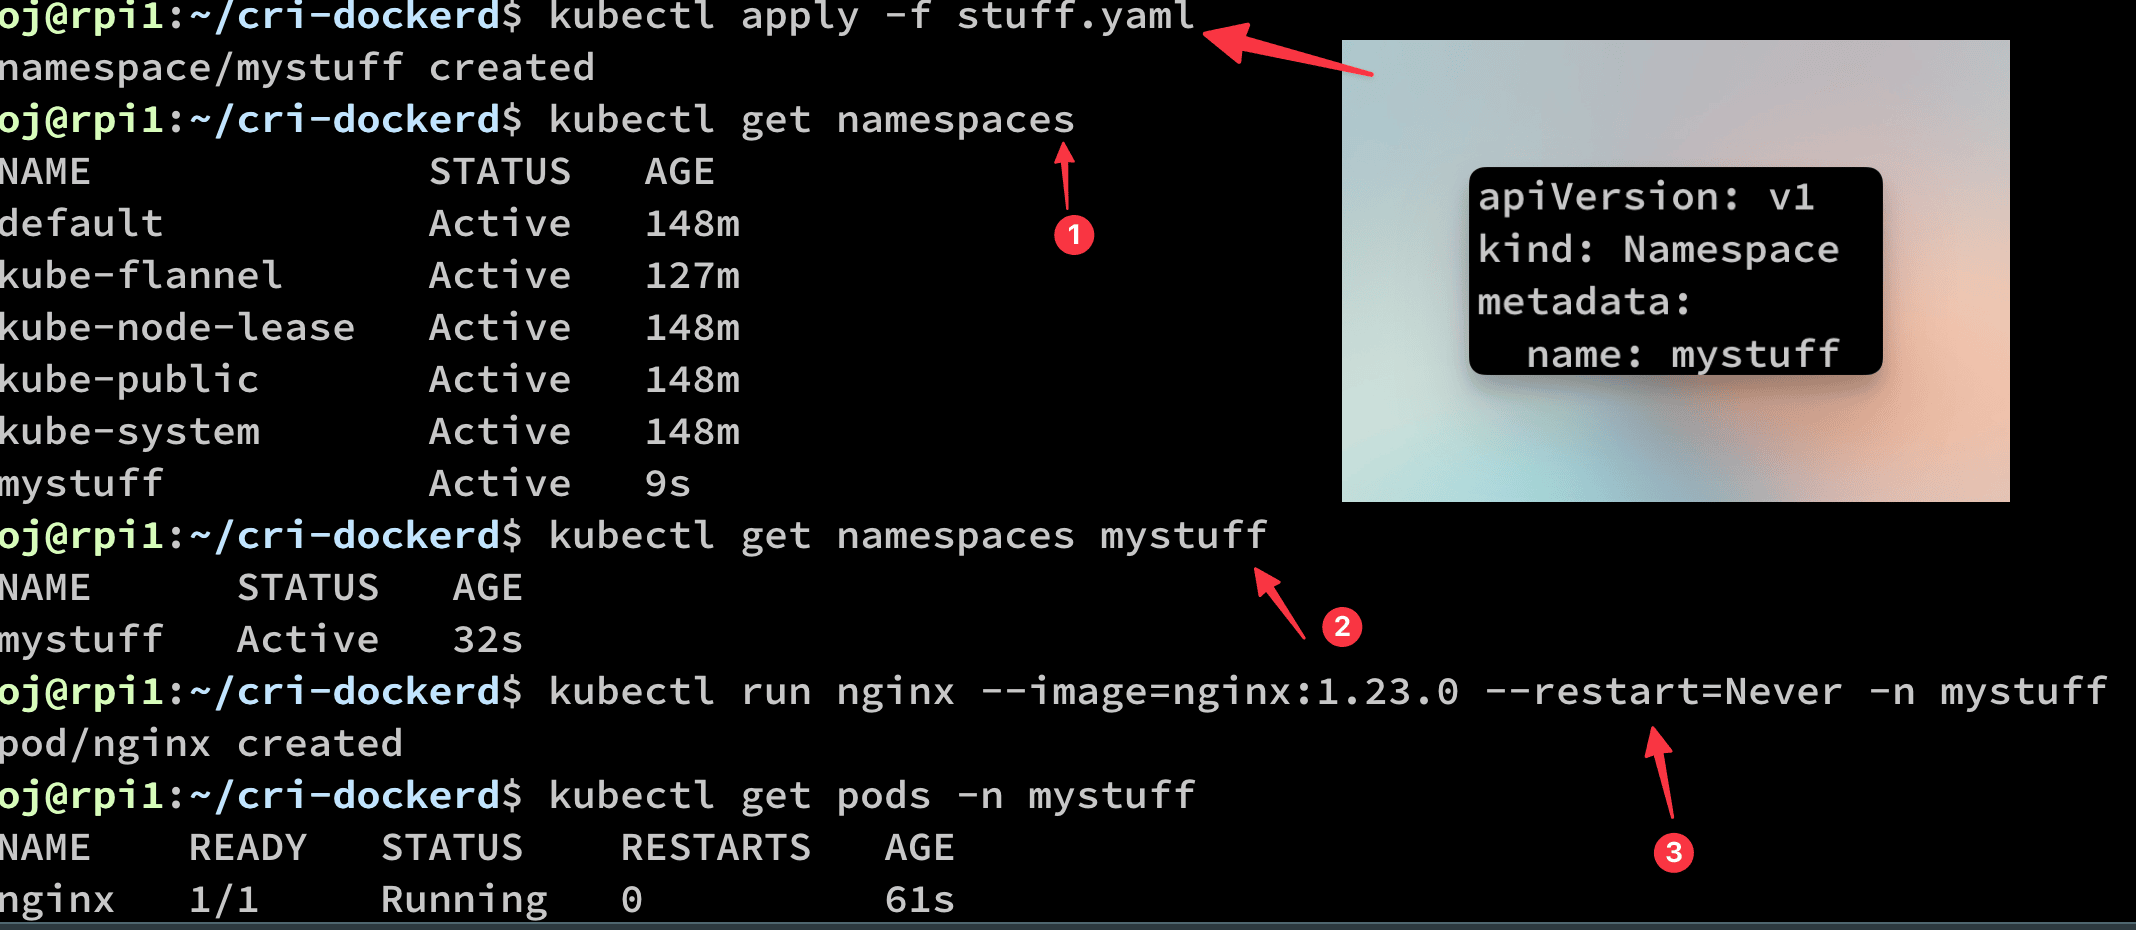 oj@rpi1:~/cri-dockerd$ kubectl apply -f stuff.yaml
namespace/mystuff created
oj@rpi1:~/cri-dockerd$ kubectl get namespaces
NAME STATUS AGE
default Active 148m
kube-flannel Active 127m
kube-node-lease Active 148m
kube-public Active 148m
kube-system Active 148m
mystuff Active 9s
oj@rpi1:~/cri-dockerd$ kubectl get namespaces mystuff
NAME STATUS AGE
mystuff Active 32s
oj@rpi1:~/cri-dockerd$ kubectl run nginx --image=nginx:1.23.0 --restart=Never -n mystuff
pod/nginx created
oj@rpi1:~/cri-dockerd$ kubectl get pods -n mystuff
NAME READY STATUS RESTARTS AGE
nginx 1/1 Running 0 61s
apiVersion: v1
kind: Namespace
metadata:
  name: mystuff
1
2
3